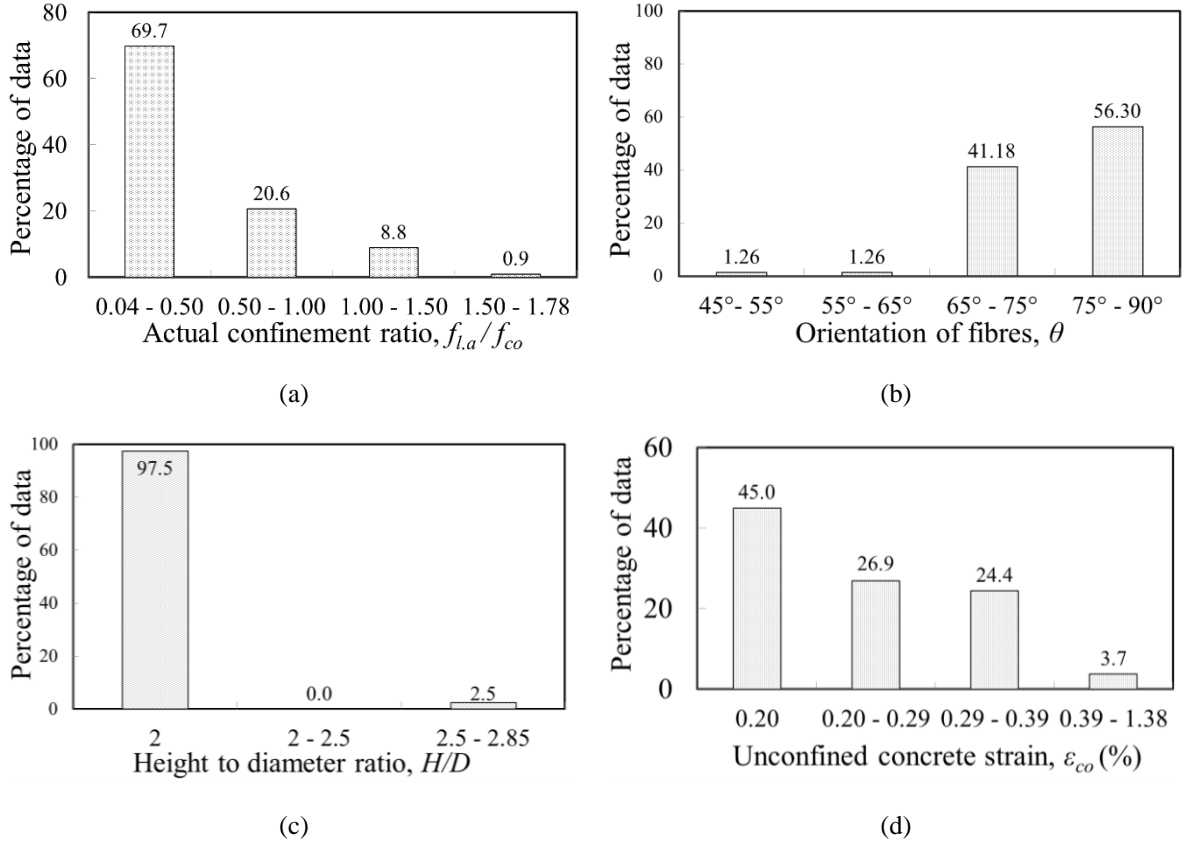 80
60
40
20
0
Percentage of data
69.7
20.6
8.8
0.9
0.04 - 0.50
0.50 - 1.00
1.00 - 1.50
1.50 - 1.78
Actual confinement ratio, f_{l,a} / f_{co}
(a)
100
80
60
40
20
0
Percentage of data
1.26
1.26
41.18
56.30
45°- 55°
55° - 65°
65° - 75°
75° - 90°
Orientation of fibres, θ
(b)
100
80
60
40
20
0
Percentage of data
97.5
0.0
2.5
2
2 - 2.5
2.5 - 2.85
Height to diameter ratio, H/D
(c)
60
40
20
0
Percentage of data
45.0
26.9
24.4
3.7
0.20
0.20 - 0.29
0.29 - 0.39
0.39 - 1.38
Unconfined concrete strain, ε_{co} (%)
(d)